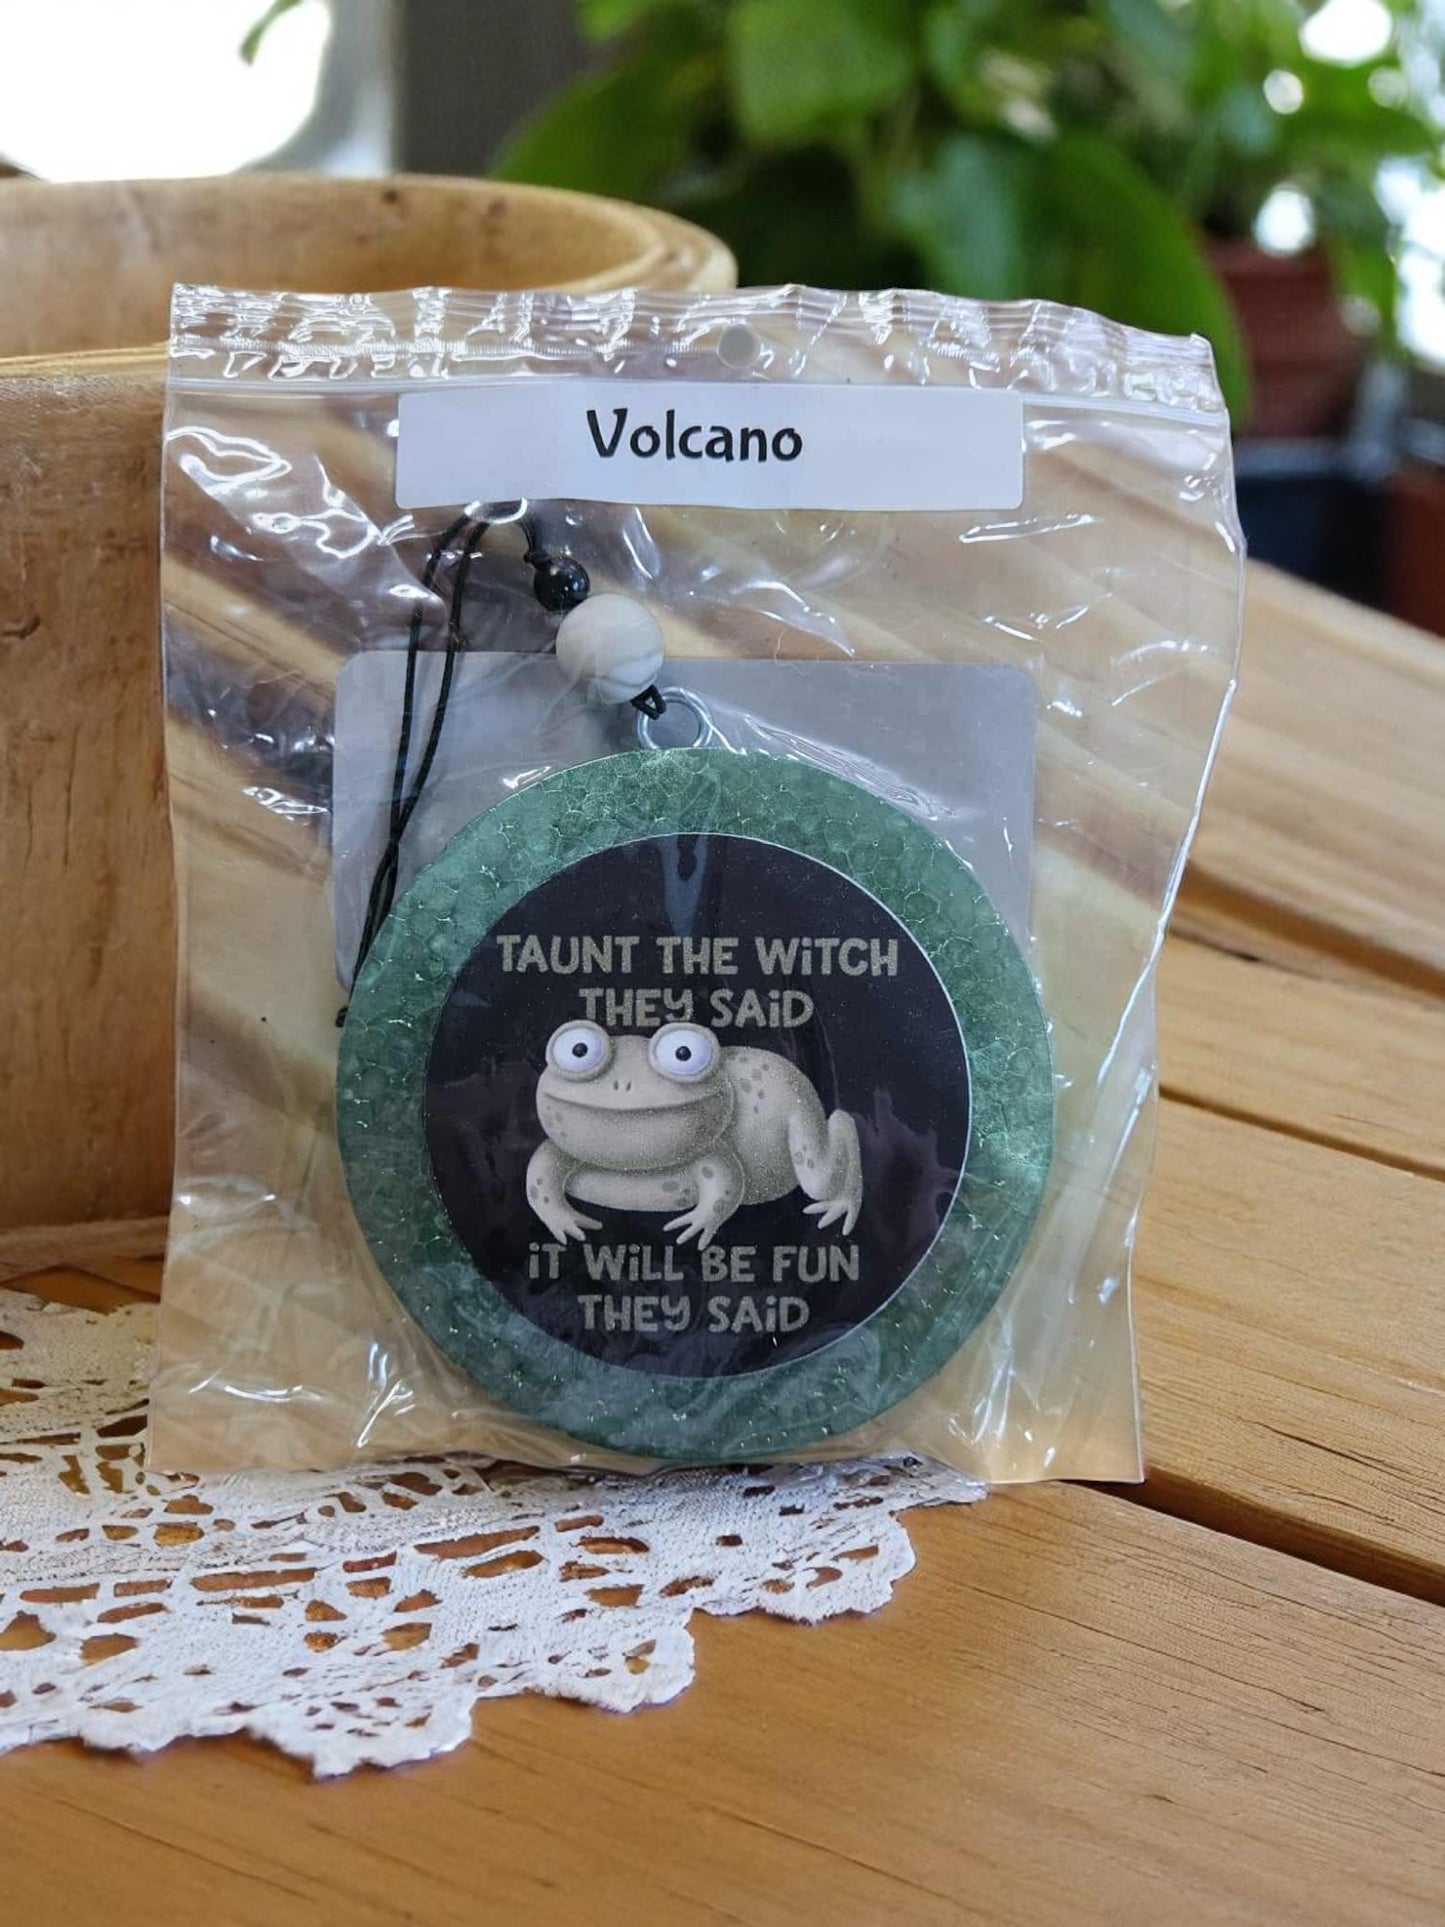 Volcano
TAUNT THE WiTCH
THEY SAiD
iT WiLL BE FUN
THEY SAiD